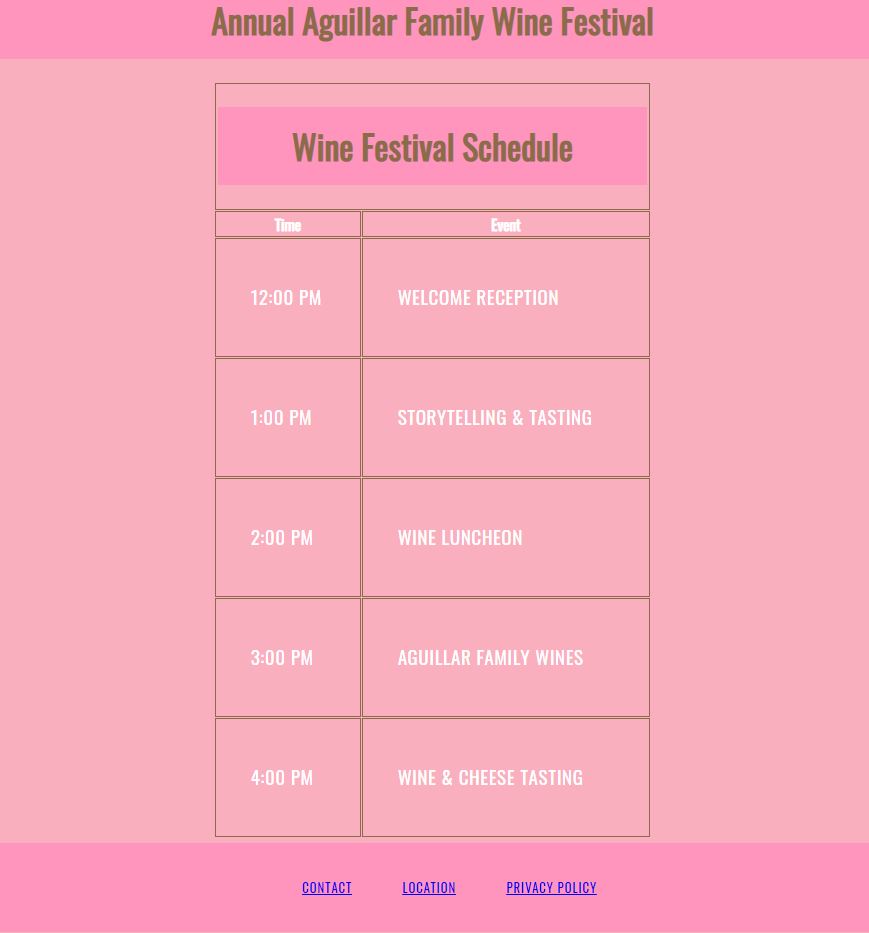 Annual Aguillar Family Wine Festival
Wine Festival Schedule
Time Event
12:00 PM WELCOME RECEPTION
1:00 PM STORYTELLING & TASTING
2:00 PM WINE LUNCHEON
3:00 PM AGUILLAR FAMILY WINES
4:00 PM WINE & CHEESE TASTING
CONTACT LOCATION PRIVACY POLICY